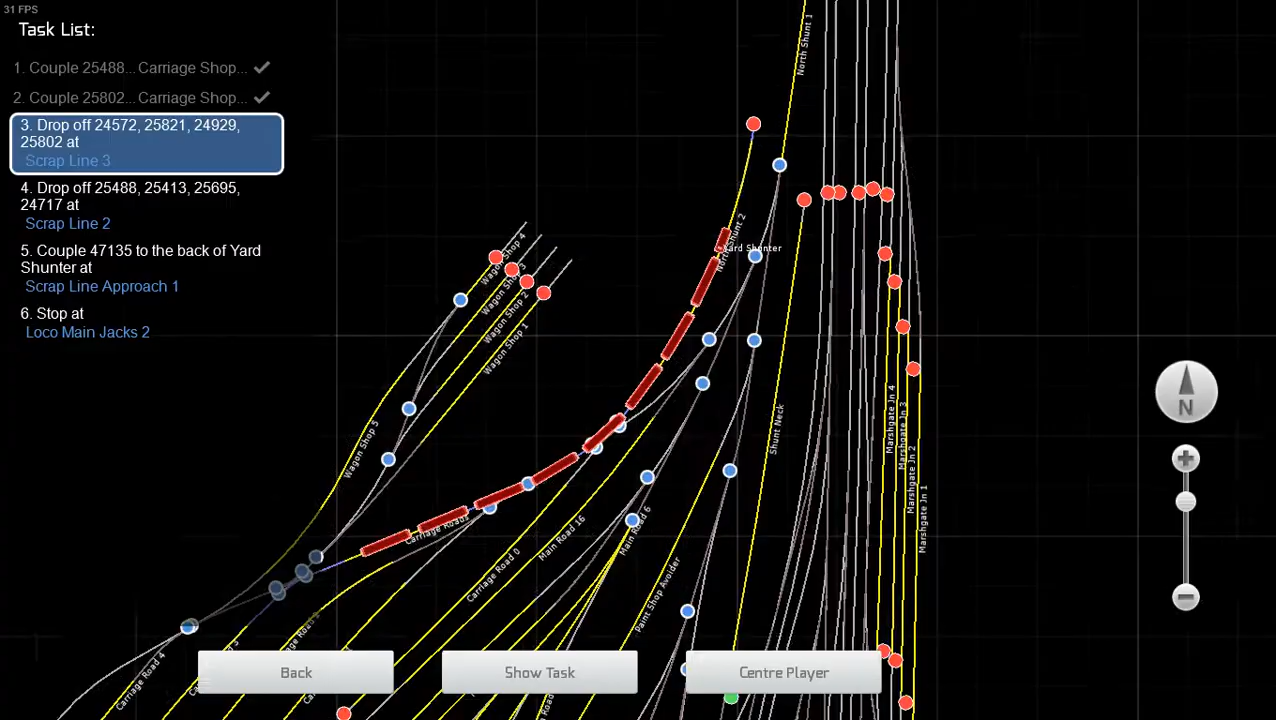 31 FPS
Task List:
1. Couple 25488... Carriage Shop...
2. Couple 25802... Carriage Shop...
3. Drop off 24572, 25821, 24929,
25802 at
Scrap Line 3
4. Drop off 25488, 25413, 25695,
24717 at
Scrap Line 2
5. Couple 47135 to the back of Yard
Shunter at
Scrap Line Approach 1
6. Stop at
Loco Main Jacks 2
North Shunt 1
North Shunt 2
Yard Shunter
Wagon Shop 4
Wagon Shop 3
Wagon Shop 2
Wagon Shop 1
Wagon Shop 5
Shunt Neck
Marshgate Jn 4
Marshgate Jn 3
Marshgate Jn 2
Marshgate Jn 1
Main Road 16
Main Road 6
Carriage Road 0
Paint Shop Avoider
Carriage Road 4
N
Back
Show Task
Centre Player